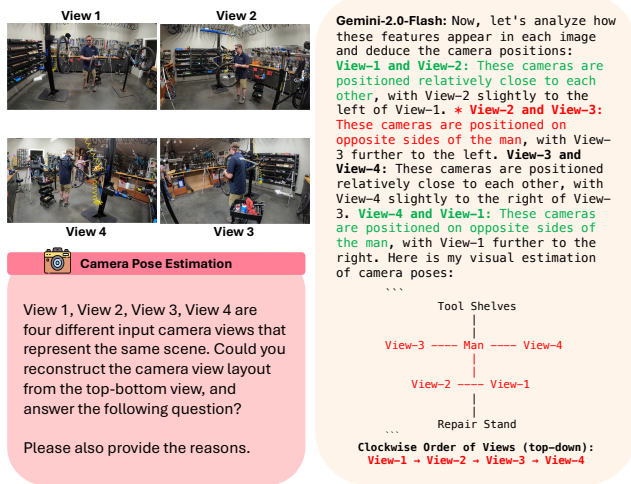 View 1
View 2
View 4
View 3
Camera Pose Estimation
View 1, View 2, View 3, View 4 are
four different input camera views that
represent the same scene. Could you
reconstruct the camera view layout
from the top-bottom view, and
answer the following question?
Please also provide the reasons.
Gemini-2.0-Flash: Now, let's analyze how
these features appear in each image
and deduce the camera positions:
View-1 and View-2: These cameras are
positioned relatively close to each
other, with View-2 slightly to the
left of View-1. * View-2 and View-3:
These cameras are positioned on
opposite sides of the man, with View-
3 further to the left. View-3 and
View-4: These cameras are positioned
relatively close to each other, with
View-4 slightly to the right of View-
3. View-4 and View-1: These cameras
are positioned on opposite sides of
the man, with View-1 further to the
right. Here is my visual estimation
of camera poses:
```
Tool Shelves
|
|
View-3 ---- Man ---- View-4
|
|
View-2 ---- View-1
|
|
Repair Stand
```
Clockwise Order of Views (top-down):
View-1 → View-2 → View-3 → View-4